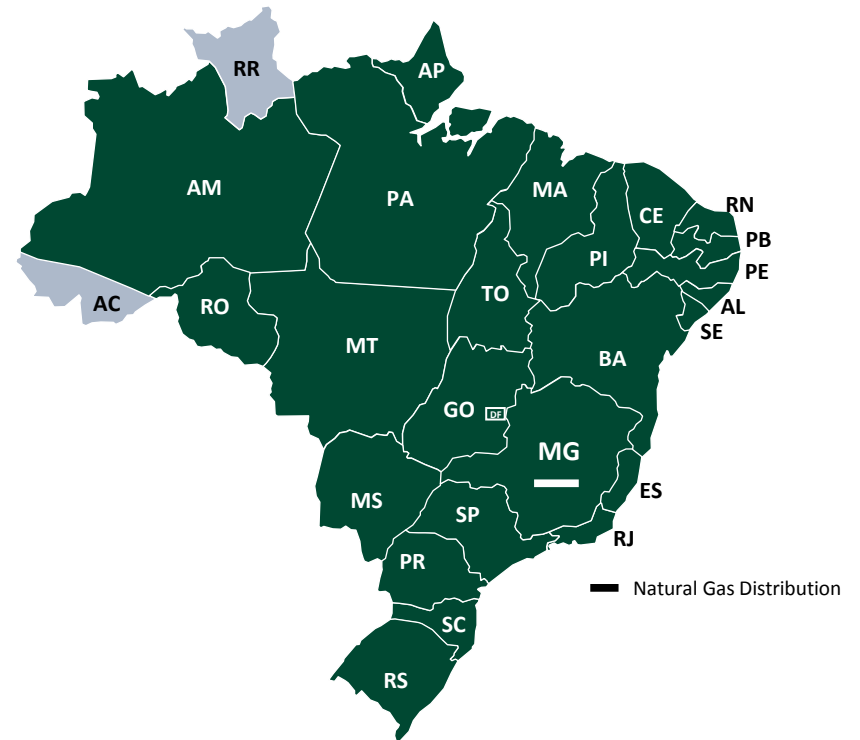 RR
AP
AM
PA
MA
CE
RN
PB
PI
PE
TO
AL
AC
RO
SE
MT
BA
GO
DF
MG
MS
ES
SP
RJ
PR
Natural Gas Distribution
SC
RS